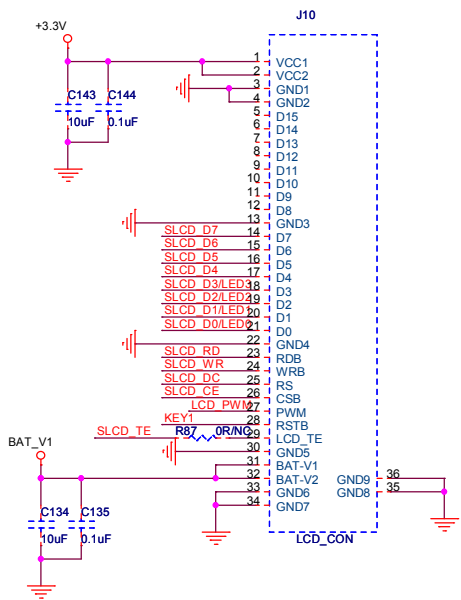 J10
+3.3V
C143
10uF
C144
0.1uF
1 VCC1
2 VCC2
3 GND1
4 GND2
5 D15
6 D14
7 D13
8 D12
9 D11
10 D10
11 D9
12 D8
13 GND3
SLCD_D7 14 D7
SLCD_D6 15 D6
SLCD_D5 16 D5
SLCD_D4 17 D4
SLCD_D3/LED3 18 D3
SLCD_D2/LED2 19 D2
SLCD_D1/LED1 20 D1
SLCD_D0/LED0 21 D0
22 GND4
SLCD_RD 23 RDB
SLCD_WR 24 WRB
SLCD_DC 25 RS
SLCD_CE 26 CSB
LCD_PWM 27 PWM
KEY1 28 RSTB
SLCD_TE R87 0R/NC 29 LCD_TE
30 GND5
BAT_V1
31 BAT-V1
32 BAT-V2
33 GND6
34 GND7
GND9 36
GND8 35
C134
10uF
C135
0.1uF
LCD_CON